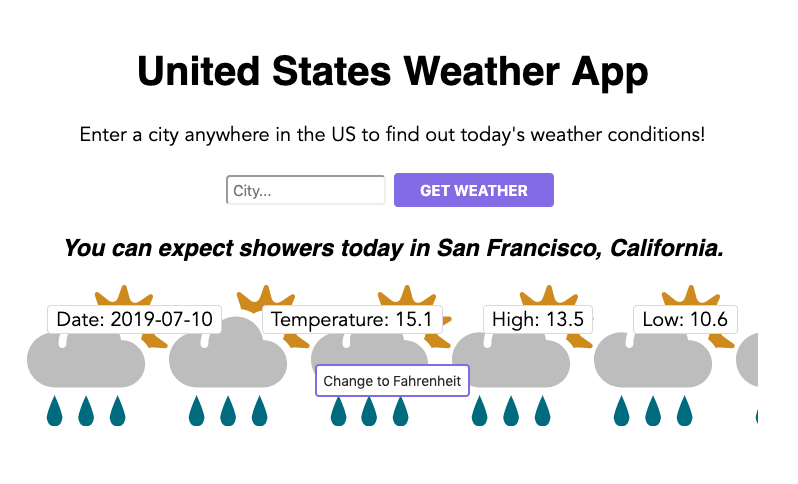 United States Weather App
Enter a city anywhere in the US to find out today's weather conditions!
City... GET WEATHER
You can expect showers today in San Francisco, California.
Date: 2019-07-10 Temperature: 15.1 High: 13.5 Low: 10.6
Change to Fahrenheit